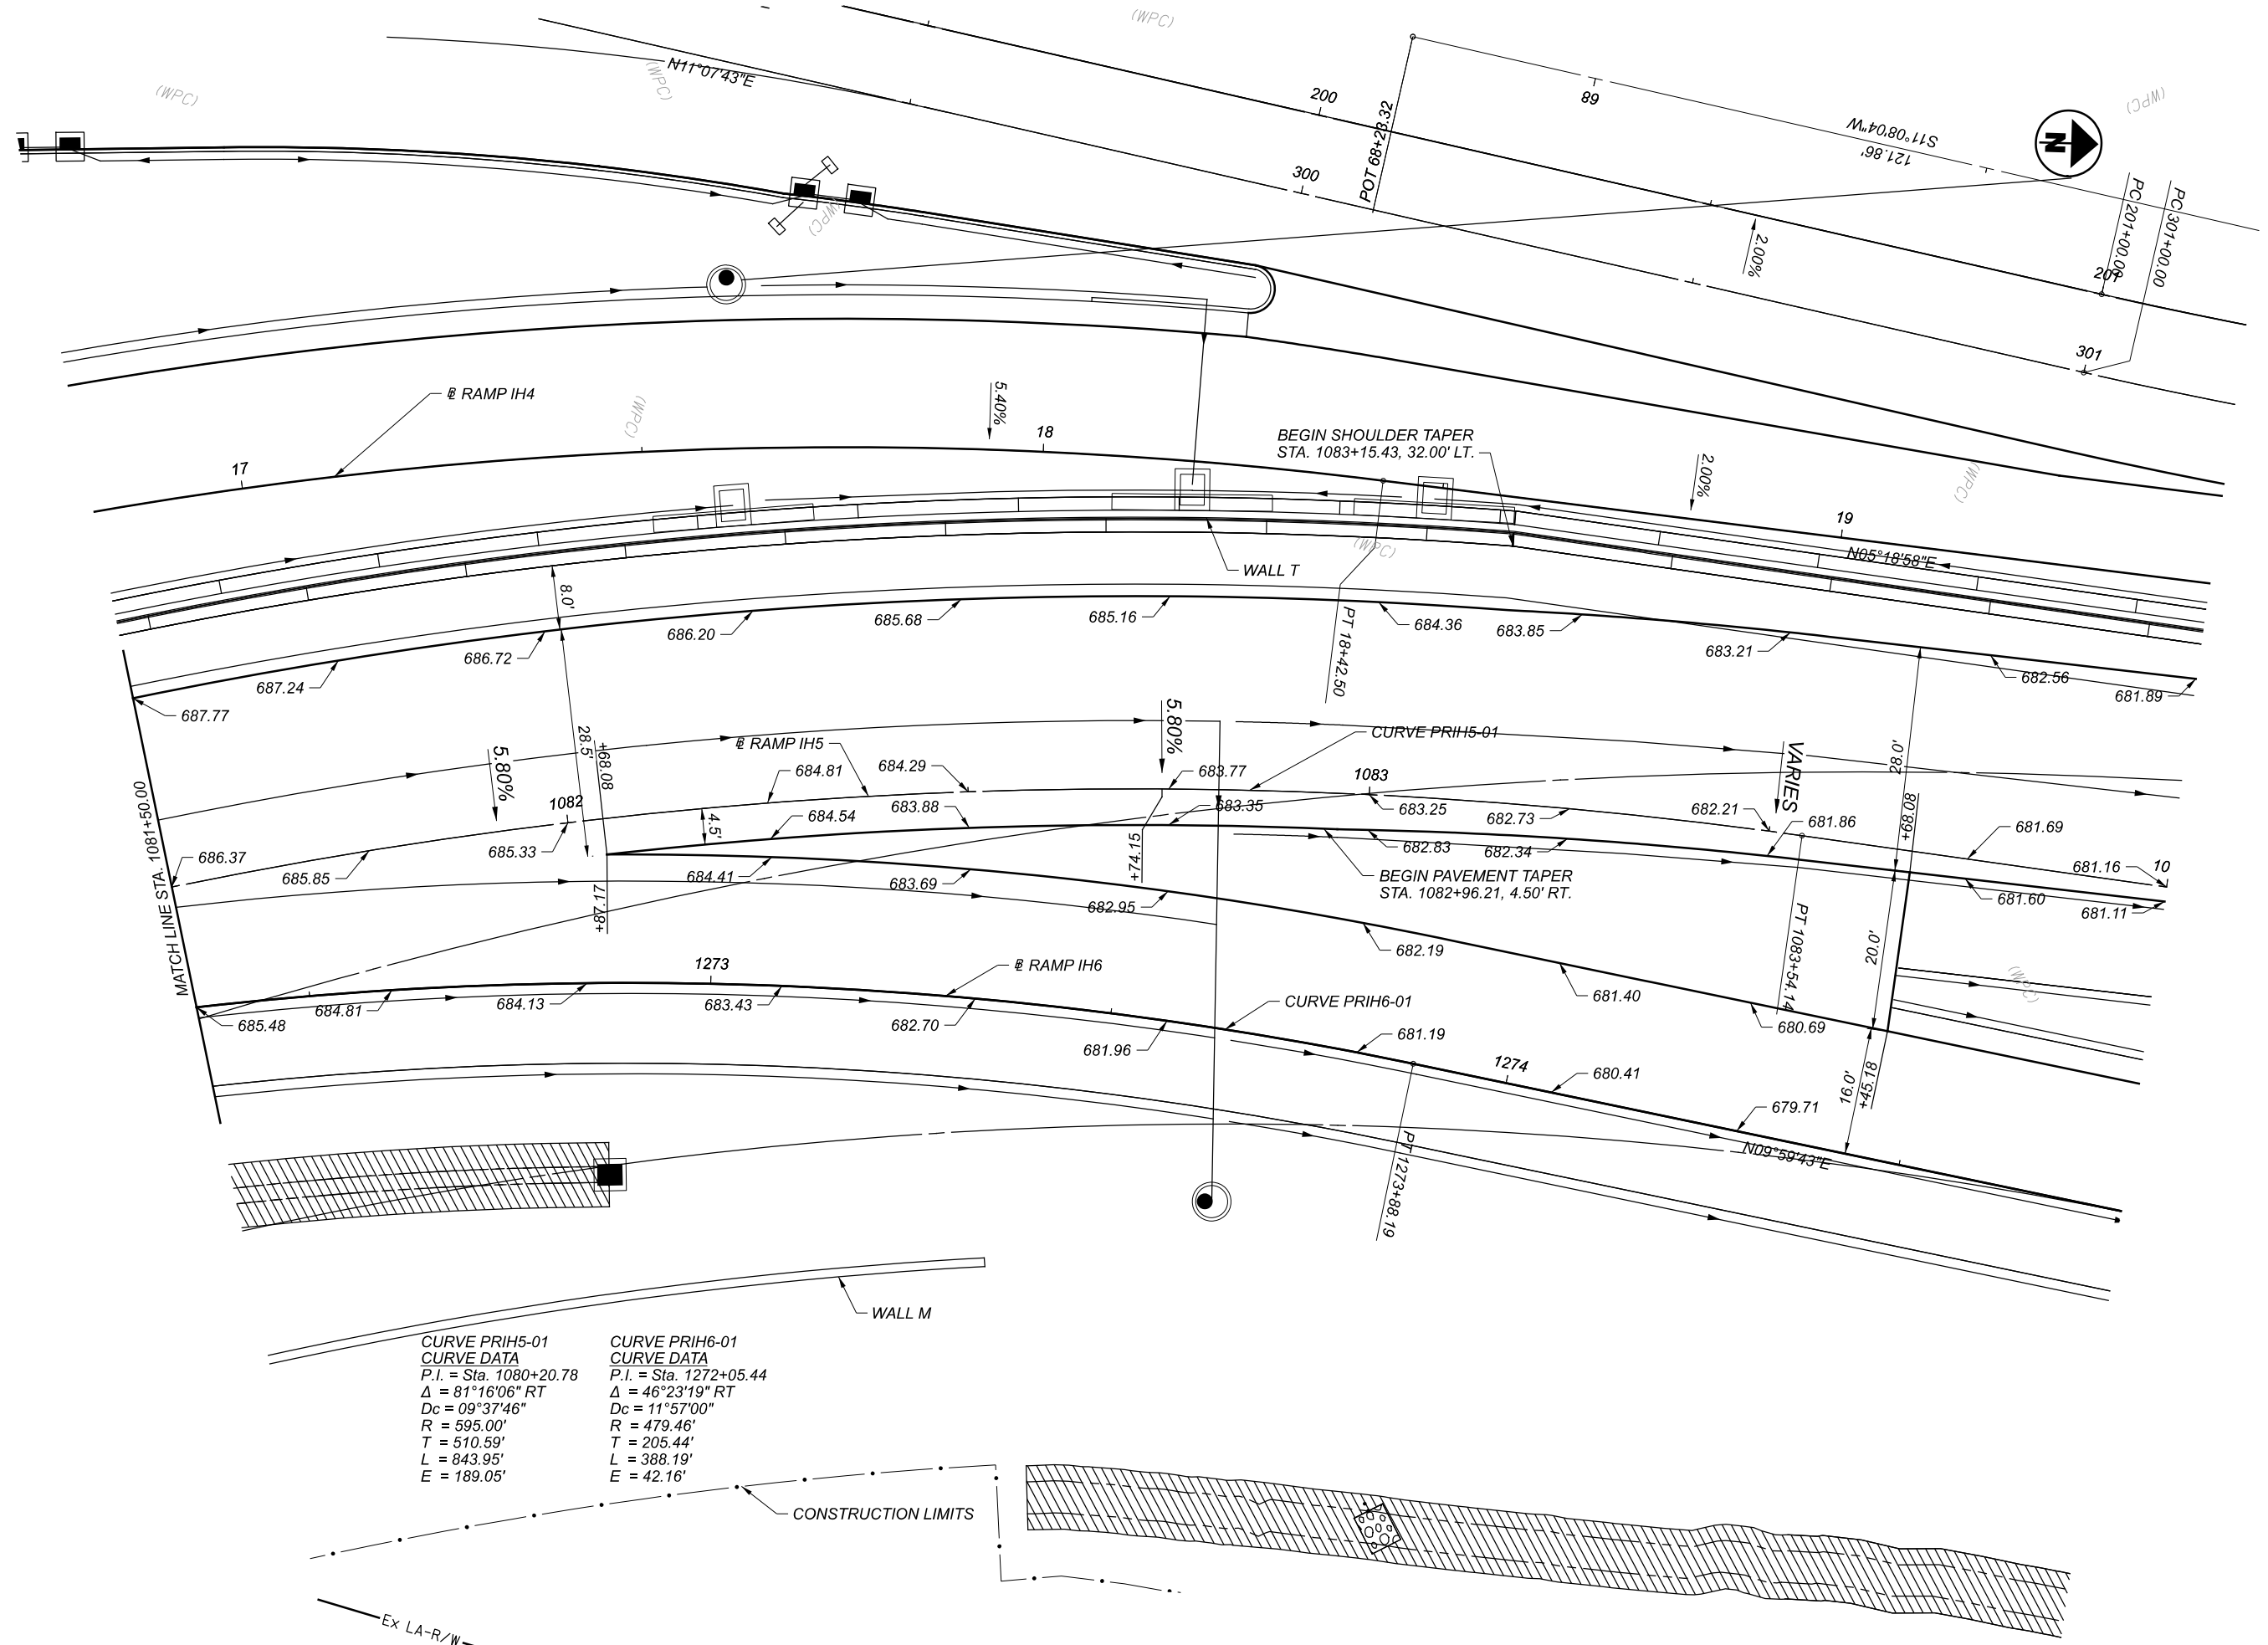 (WPC)
N11°07'43"E
(WPC)
(WPC)
200
POT 68+23.32
69
S11°08'04"W
121.86'
(WPC)
N
300
(WPC)
2.00%
PC 201+00.00
PC 301+00.00
201
301
℄ RAMP IH4
(WPC)
5.40%
17
18
BEGIN SHOULDER TAPER
STA. 1083+15.43, 32.00' LT.
2.00%
(WPC)
19
N05°18'58"E
(WPC)
WALL T
8.0'
687.77
687.24
686.72
686.20
685.68
685.16
684.36
683.85
683.21
682.56
681.89
PT 18+42.50
28.5'
+68.08
℄ RAMP IH5
5.80%
5.80%
CURVE PRIH5-01
VARIES
28.0'
MATCH LINE STA. 1081+50.00
686.37
685.85
685.33
1082
684.81
684.29
683.77
1083
683.25
682.73
682.21
681.69
681.16
10
4.5'
684.54
683.88
683.35
682.83
682.34
681.86
681.60
681.11
+68.08
+74.15
+87.17
BEGIN PAVEMENT TAPER
STA. 1082+96.21, 4.50' RT.
684.41
683.69
682.95
682.19
681.40
680.69
PT 1083+54.14
20.0'
(WPC)
1273
℄ RAMP IH6
CURVE PRIH6-01
685.48
684.81
684.13
683.43
682.70
681.96
681.19
1274
680.41
679.71
16.0'
+45.18
PT 1273+88.19
N09°59'43"E
WALL M
CURVE PRIH5-01
CURVE DATA
P.I. = Sta. 1080+20.78
Δ = 81°16'06" RT
Dc = 09°37'46"
R = 595.00'
T = 510.59'
L = 843.95'
E = 189.05'
CURVE PRIH6-01
CURVE DATA
P.I. = Sta. 1272+05.44
Δ = 46°23'19" RT
Dc = 11°57'00"
R = 479.46'
T = 205.44'
L = 388.19'
E = 42.16'
CONSTRUCTION LIMITS
Ex LA-R/W